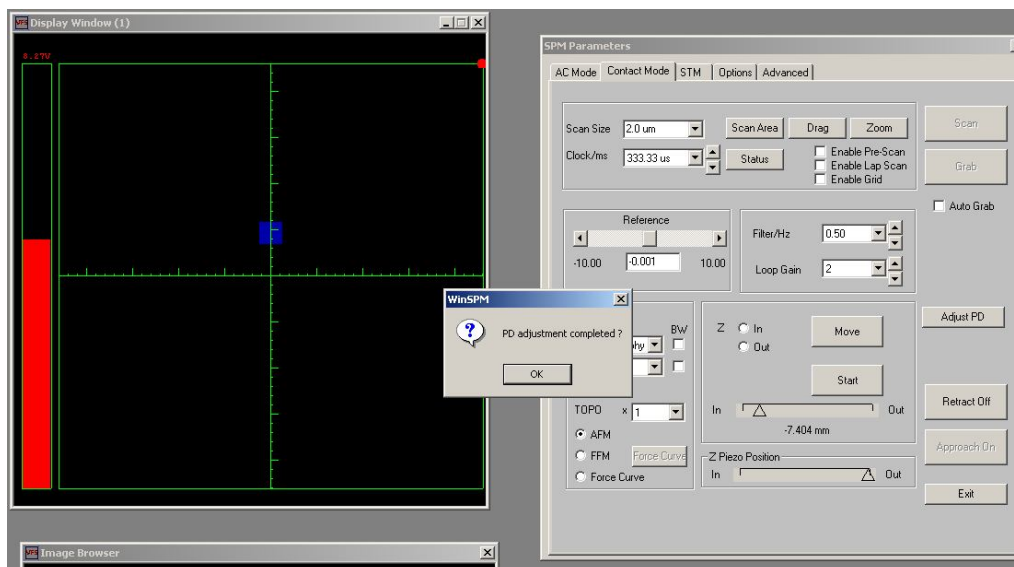 Display Window (1)
8.27V
SPM Parameters
AC Mode Contact Mode STM Options Advanced
Scan Size 2.0 um Scan Area Drag Zoom Scan
Clock/ms 333.33 us Status Enable Pre-Scan
Enable Lap Scan
Enable Grid
Grab
Auto Grab
Reference
-10.00 -0.001 10.00
Filter/Hz 0.50
Loop Gain 2
WinSPM
PD adjustment completed ?
OK
BW
Z In
Out
Move
Start
Adjust PD
TOPO x 1
AFM
FFM Force Curve
Force Curve
In Out
-7.404 mm
Z Piezo Position
In Out
Retract Off
Approach On
Exit
Image Browser